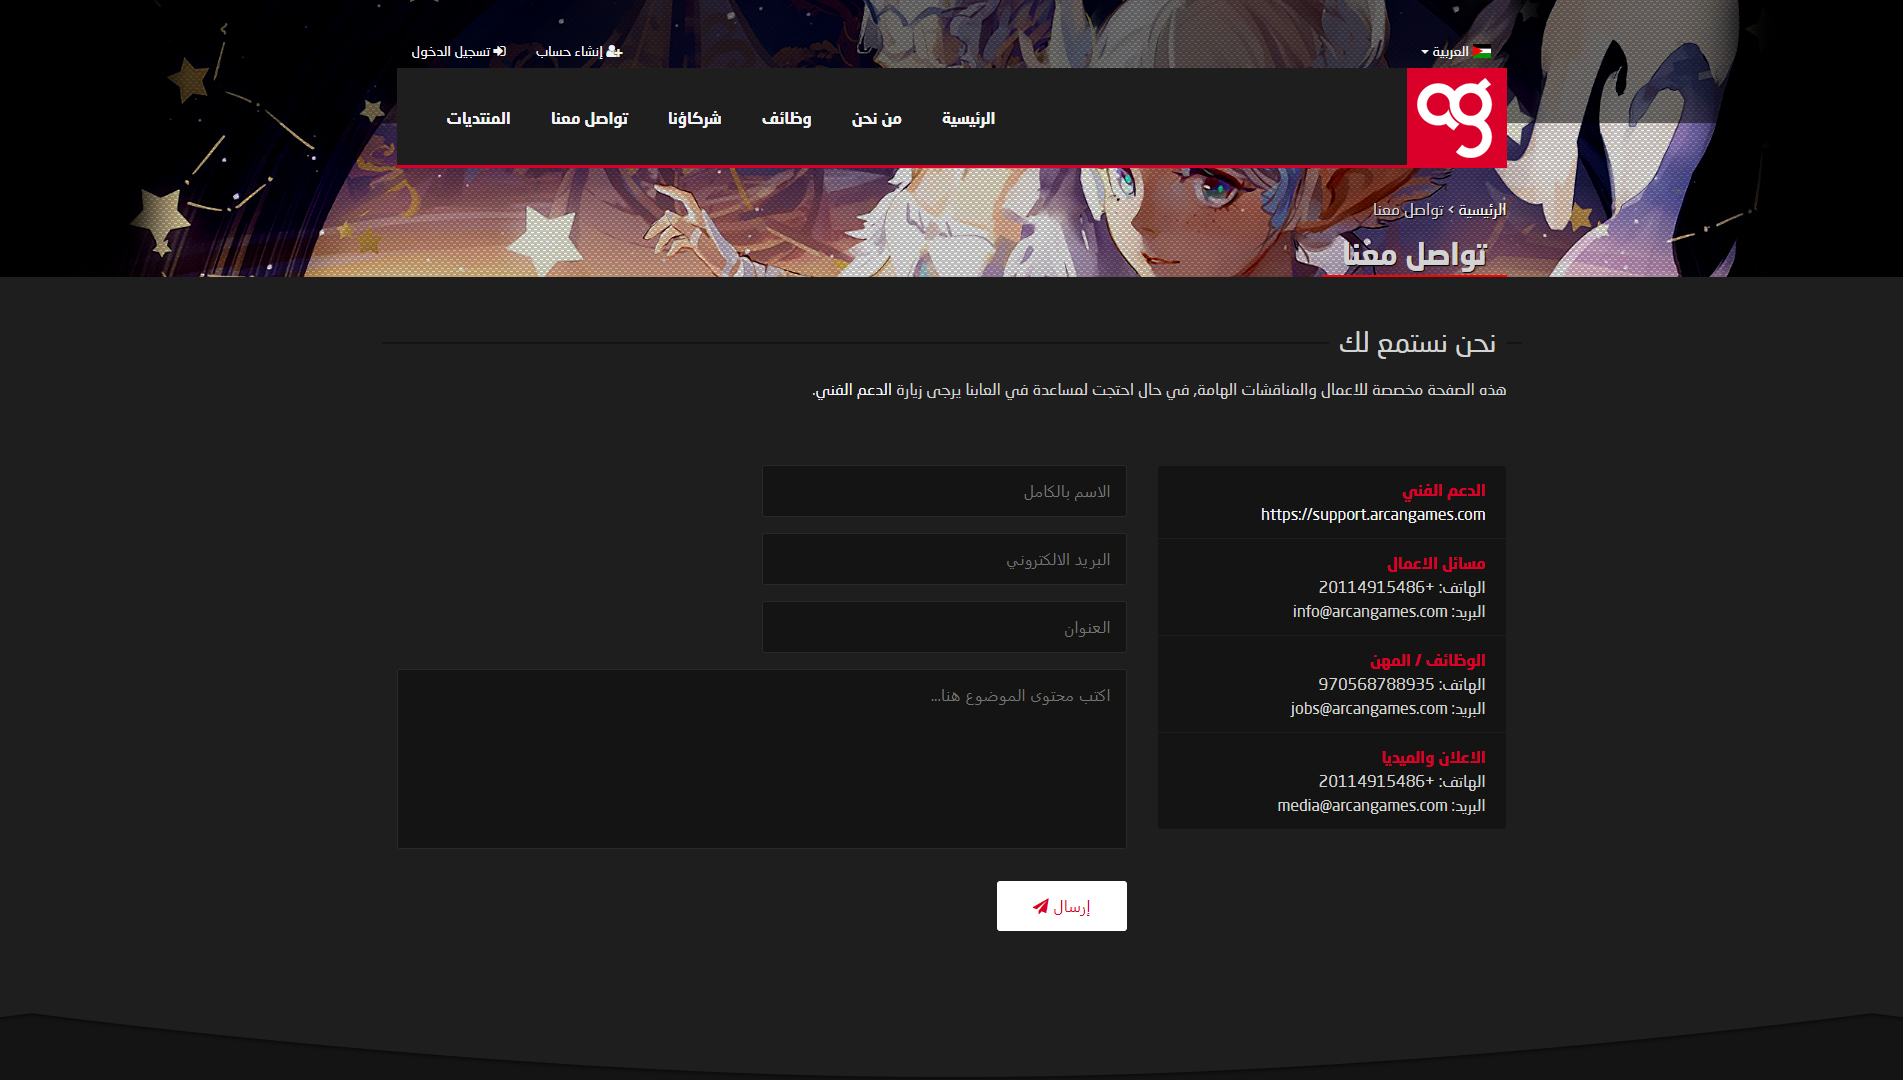 العربية
إنشاء حساب
تسجيل الدخول
ag
الرئيسية
من نحن
وظائف
شركاؤنا
تواصل معنا
المنتديات
الرئيسية › تواصل معنا
تواصل معنا
نحن نستمع لك
هذه الصفحة مخصصة للاعمال والمناقشات الهامة, في حال احتجت لمساعدة في العابنا يرجى زيارة الدعم الفني.
الدعم الفني
https://support.arcangames.com
مسائل الاعمال
الهاتف: +20114915486
البريد: info@arcangames.com
الوظائف / المهن
الهاتف: 970568788935
البريد: jobs@arcangames.com
الاعلان والميديا
الهاتف: +20114915486
البريد: media@arcangames.com
الاسم بالكامل
البريد الالكتروني
العنوان
اكتب محتوى الموضوع هنا...
إرسال